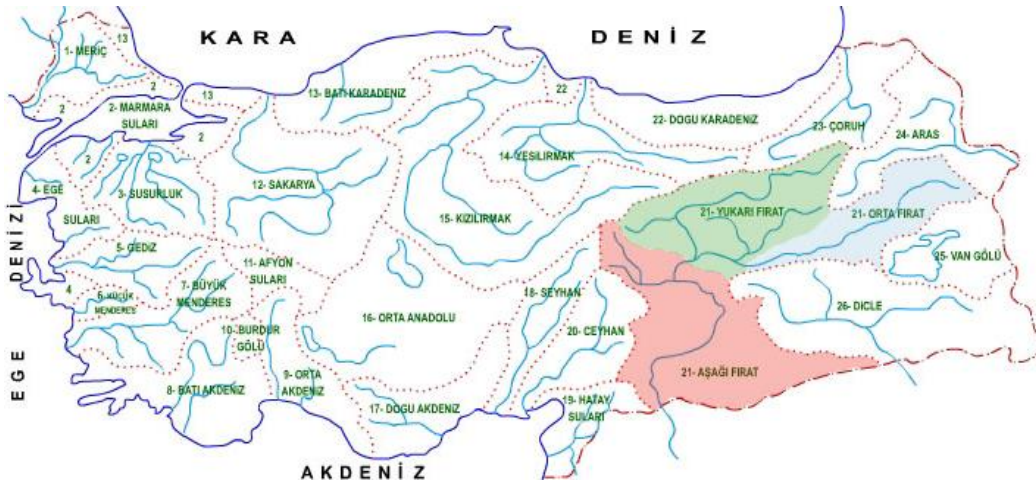 KARA DENİZ
13
1- MERİÇ
2
2
2- MARMARA
SULARI
13
2
13- BATI KARADENİZ
22
22- DOGU KARADENİZ
23- ÇORUH
24- ARAS
2
4- EGE
SULARI
3- SUSURLUK
12- SAKARYA
14- YESILIRMAK
15- KIZILIRMAK
21- YUKARI FIRAT
21- ORTA FIRAT
25- VAN GÖLÜ
EGE DENİZİ
5- GEDİZ
4
6- KÜÇÜK
MENDERES
7- BÜYÜK
MENDERES
11- AFYON
SULARI
10- BURDUR
GÖLÜ
16- ORTA ANADOLU
18- SEYHAN
20- CEYHAN
26- DICLE
21- AŞAĞI FIRAT
8- BATI AKDENİZ
9- ORTA
AKDENİZ
17- DOGU AKDENİZ
19- HATAY
SULARI
AKDENİZ